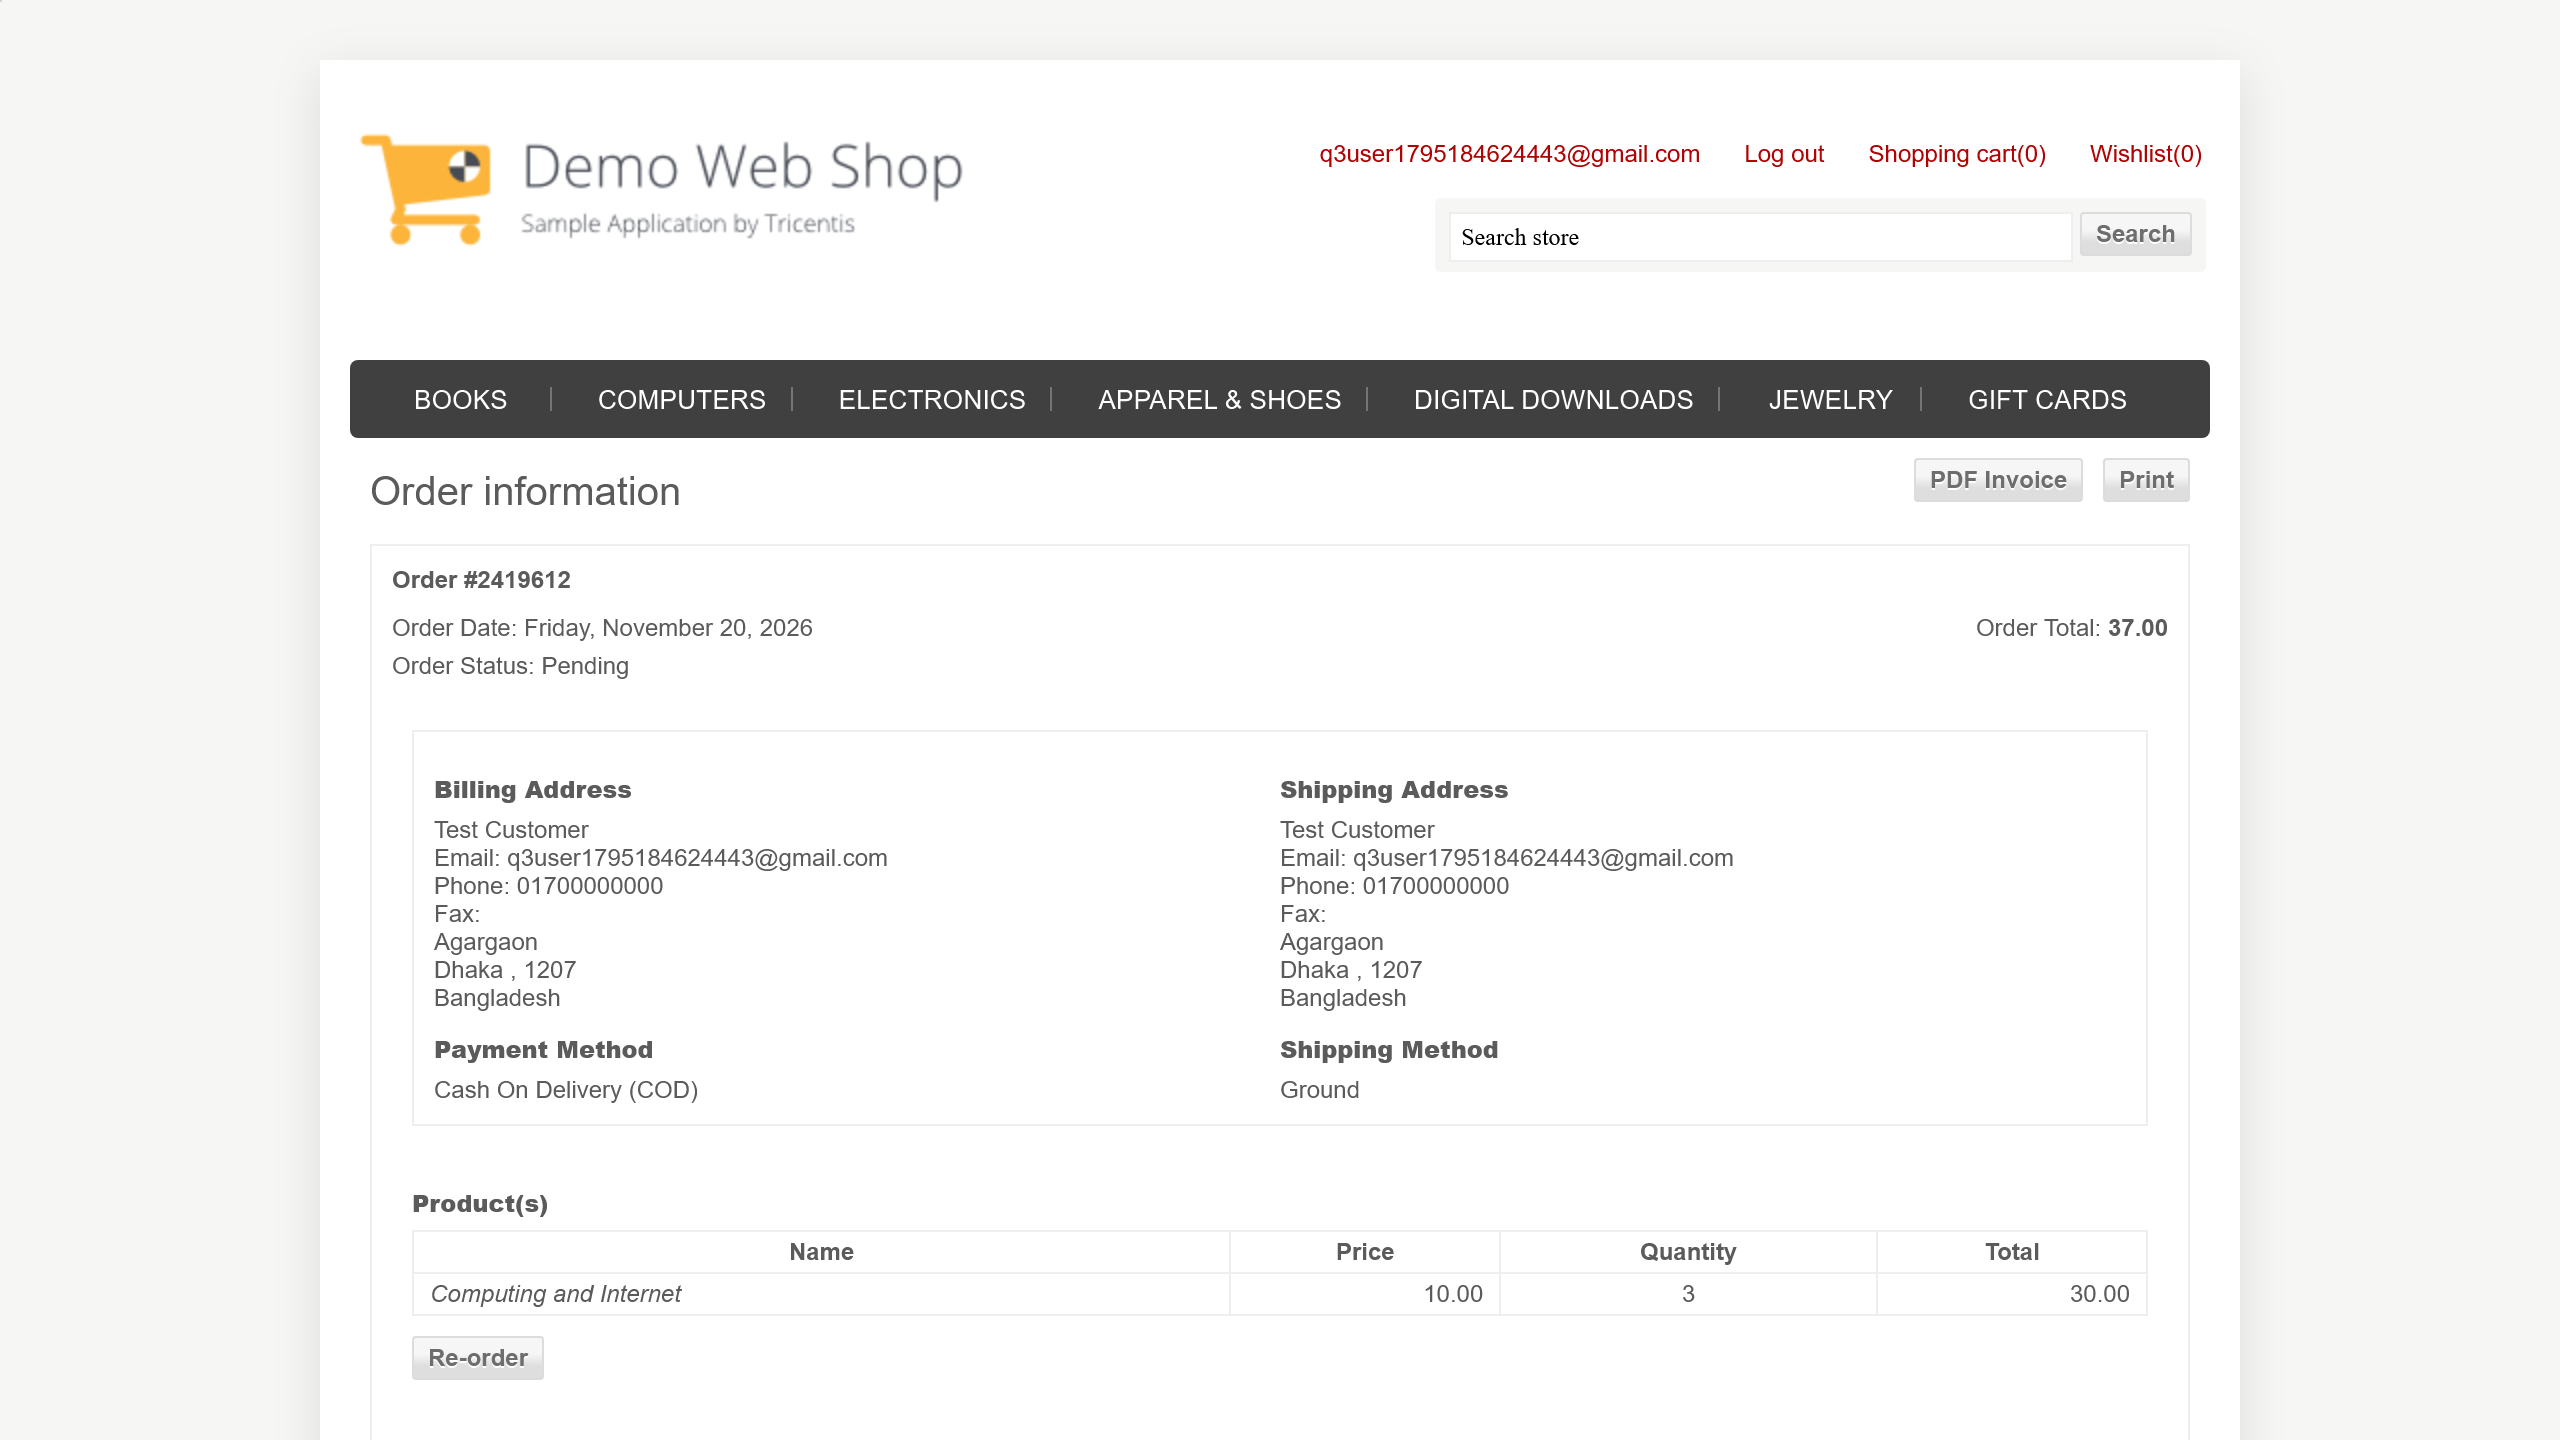 Demo Web Shop
Sample Application by Tricentis
q3user1795184624443@gmail.com Log out Shopping cart(0) Wishlist(0)
Search store Search
BOOKS COMPUTERS ELECTRONICS APPAREL & SHOES DIGITAL DOWNLOADS JEWELRY GIFT CARDS
Order information PDF Invoice Print
Order #2419612
Order Date: Friday, November 20, 2026 Order Total: 37.00
Order Status: Pending
Billing Address
Test Customer
Email: q3user1795184624443@gmail.com
Phone: 01700000000
Fax:
Agargaon
Dhaka , 1207
Bangladesh
Payment Method
Cash On Delivery (COD)
Shipping Address
Test Customer
Email: q3user1795184624443@gmail.com
Phone: 01700000000
Fax:
Agargaon
Dhaka , 1207
Bangladesh
Shipping Method
Ground
Product(s)
Name Price Quantity Total
Computing and Internet 10.00 3 30.00
Re-order